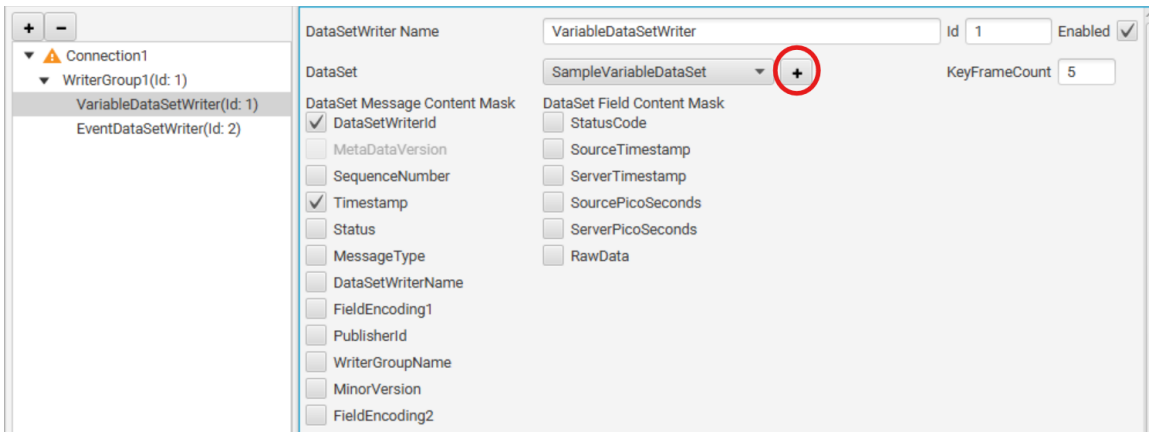 + −
Connection1
WriterGroup1(Id: 1)
VariableDataSetWriter(Id: 1)
EventDataSetWriter(Id: 2)
DataSetWriter Name VariableDataSetWriter Id 1 Enabled
DataSet SampleVariableDataSet + KeyFrameCount 5
DataSet Message Content Mask DataSet Field Content Mask
DataSetWriterId StatusCode
MetaDataVersion SourceTimestamp
SequenceNumber ServerTimestamp
Timestamp SourcePicoSeconds
Status ServerPicoSeconds
MessageType RawData
DataSetWriterName
FieldEncoding1
PublisherId
WriterGroupName
MinorVersion
FieldEncoding2